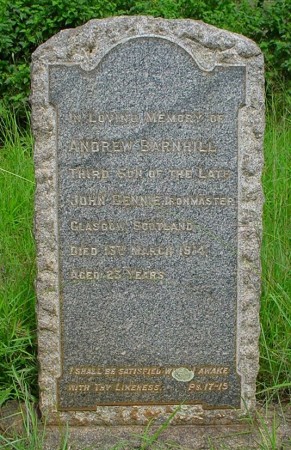 IN LOVING MEMORY OF
ANDREW BARNHILL
THIRD SON OF THE LATE
JOHN RENNIE IRONMASTER
GLASGOW SCOTLAND
DIED 13TH MARCH 1914
AGED 23 YEARS
I SHALL BE SATISFIED WHEN I AWAKE
WITH THY LIKENESS. PS. 17-15